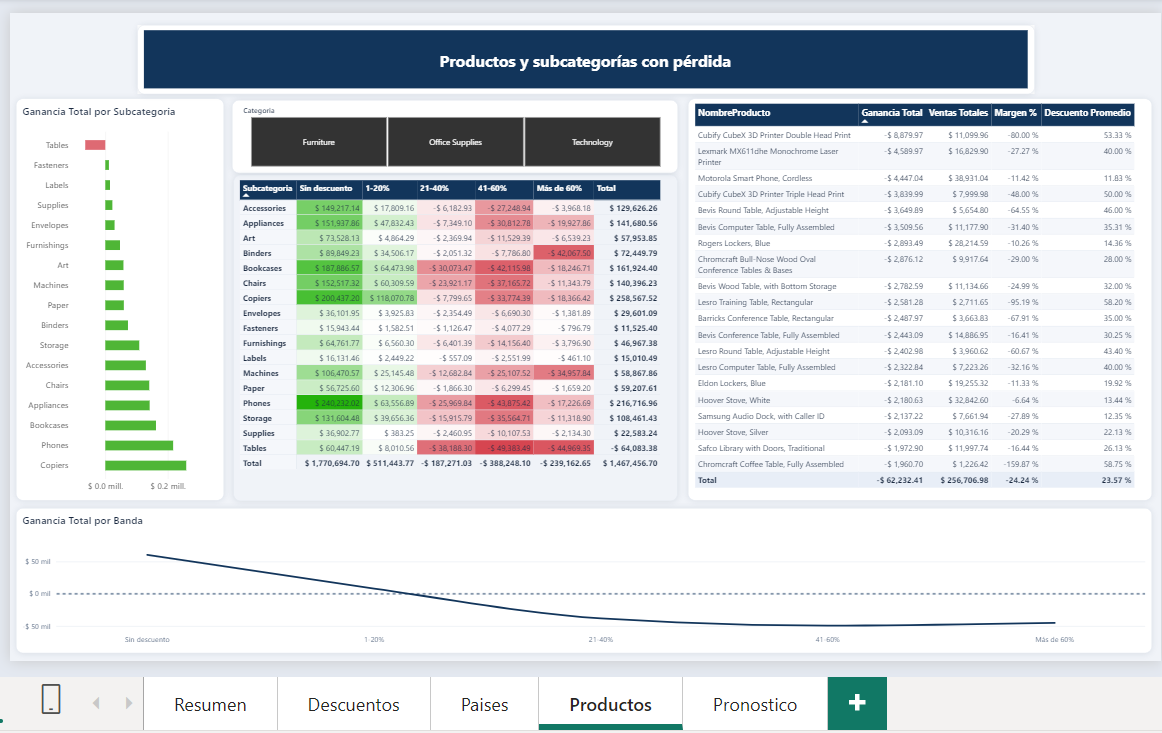 Productos y subcategorías con pérdida
Ganancia Total por Subcategoria
Tables
Fasteners
Labels
Supplies
Envelopes
Furnishings
Art
Machines
Paper
Binders
Storage
Accessories
Chairs
Appliances
Bookcases
Phones
Copiers
$ 0.0 mill. $ 0.2 mill.
Categoria
Furniture Office Supplies Technology
Subcategoria Sin descuento 1-20% 21-40% 41-60% Más de 60% Total
Accessories $ 149,217.14 $ 17,809.16 -$ 6,182.93 -$ 27,248.94 -$ 3,968.18 $ 129,626.26
Appliances $ 151,937.86 $ 47,832.43 -$ 7,349.10 -$ 30,812.78 -$ 19,927.86 $ 141,680.56
Art $ 73,528.13 $ 4,864.29 -$ 2,369.94 -$ 11,529.39 -$ 6,539.23 $ 57,953.85
Binders $ 89,849.23 $ 34,506.17 -$ 2,051.32 -$ 7,786.80 -$ 42,067.50 $ 72,449.79
Bookcases $ 187,886.57 $ 64,473.98 -$ 30,073.47 -$ 42,115.98 -$ 18,246.71 $ 161,924.40
Chairs $ 152,517.32 $ 60,309.59 -$ 23,921.17 -$ 37,165.72 -$ 11,343.79 $ 140,396.23
Copiers $ 200,437.20 $ 118,070.78 -$ 7,799.65 -$ 33,774.39 -$ 18,366.42 $ 258,567.52
Envelopes $ 36,101.95 $ 3,925.83 -$ 2,354.49 -$ 6,690.30 -$ 1,381.89 $ 29,601.09
Fasteners $ 15,943.44 $ 1,582.51 -$ 1,126.47 -$ 4,077.29 -$ 796.79 $ 11,525.40
Furnishings $ 64,761.77 $ 6,560.30 -$ 6,401.39 -$ 14,156.40 -$ 3,796.90 $ 46,967.38
Labels $ 16,131.46 $ 2,449.22 -$ 557.09 -$ 2,551.99 -$ 461.10 $ 15,010.49
Machines $ 106,470.57 $ 25,145.48 -$ 12,682.84 -$ 25,107.52 -$ 34,957.84 $ 58,867.86
Paper $ 56,725.60 $ 12,306.96 -$ 1,866.30 -$ 6,299.45 -$ 1,659.20 $ 59,207.61
Phones $ 240,232.02 $ 63,556.89 -$ 25,969.84 -$ 43,875.42 -$ 17,226.69 $ 216,716.96
Storage $ 131,604.48 $ 39,656.36 -$ 15,915.79 -$ 35,564.71 -$ 11,318.90 $ 108,461.43
Supplies $ 36,902.77 $ 383.25 -$ 2,460.95 -$ 10,107.53 -$ 2,134.30 $ 22,583.24
Tables $ 60,447.19 $ 8,010.56 -$ 38,188.30 -$ 49,383.49 -$ 44,969.35 -$ 64,083.38
Total $ 1,770,694.70 $ 511,443.77 -$ 187,271.03 -$ 388,248.10 -$ 239,162.65 $ 1,467,456.70
NombreProducto Ganancia Total Ventas Totales Margen % Descuento Promedio
Cubify CubeX 3D Printer Double Head Print -$ 8,879.97 $ 11,099.96 -80.00 % 53.33 %
Lexmark MX611dhe Monochrome Laser -$ 4,589.97 $ 16,829.90 -27.27 % 40.00 %
Printer
Motorola Smart Phone, Cordless -$ 4,447.04 $ 38,931.04 -11.42 % 11.83 %
Cubify CubeX 3D Printer Triple Head Print -$ 3,839.99 $ 7,999.98 -48.00 % 50.00 %
Bevis Round Table, Adjustable Height -$ 3,649.89 $ 5,654.80 -64.55 % 46.00 %
Bevis Computer Table, Fully Assembled -$ 3,509.56 $ 11,177.90 -31.40 % 35.31 %
Rogers Lockers, Blue -$ 2,893.49 $ 28,214.59 -10.26 % 14.36 %
Chromcraft Bull-Nose Wood Oval -$ 2,876.12 $ 9,917.64 -29.00 % 28.00 %
Conference Tables & Bases
Bevis Wood Table, with Bottom Storage -$ 2,782.59 $ 11,134.66 -24.99 % 32.00 %
Lesro Training Table, Rectangular -$ 2,581.28 $ 2,711.65 -95.19 % 58.20 %
Barricks Conference Table, Rectangular -$ 2,487.97 $ 3,663.83 -67.91 % 35.00 %
Bevis Conference Table, Fully Assembled -$ 2,443.09 $ 14,886.95 -16.41 % 30.25 %
Lesro Round Table, Adjustable Height -$ 2,402.98 $ 3,960.62 -60.67 % 43.40 %
Lesro Computer Table, Fully Assembled -$ 2,322.84 $ 7,223.26 -32.16 % 40.00 %
Eldon Lockers, Blue -$ 2,181.10 $ 19,255.32 -11.33 % 19.92 %
Hoover Stove, White -$ 2,180.63 $ 32,842.60 -6.64 % 13.44 %
Samsung Audio Dock, with Caller ID -$ 2,137.22 $ 7,661.94 -27.89 % 12.35 %
Hoover Stove, Silver -$ 2,093.09 $ 10,316.16 -20.29 % 22.13 %
Safco Library with Doors, Traditional -$ 1,972.90 $ 11,997.74 -16.44 % 26.13 %
Chromcraft Coffee Table, Fully Assembled -$ 1,960.70 $ 1,226.42 -159.87 % 58.75 %
Total -$ 62,232.41 $ 256,706.98 -24.24 % 23.57 %
Ganancia Total por Banda
$ 50 mil
$ 0 mil
$ 50 mil
Sin descuento 1-20% 21-40% 41-60% Más de 60%
Resumen Descuentos Paises Productos Pronostico